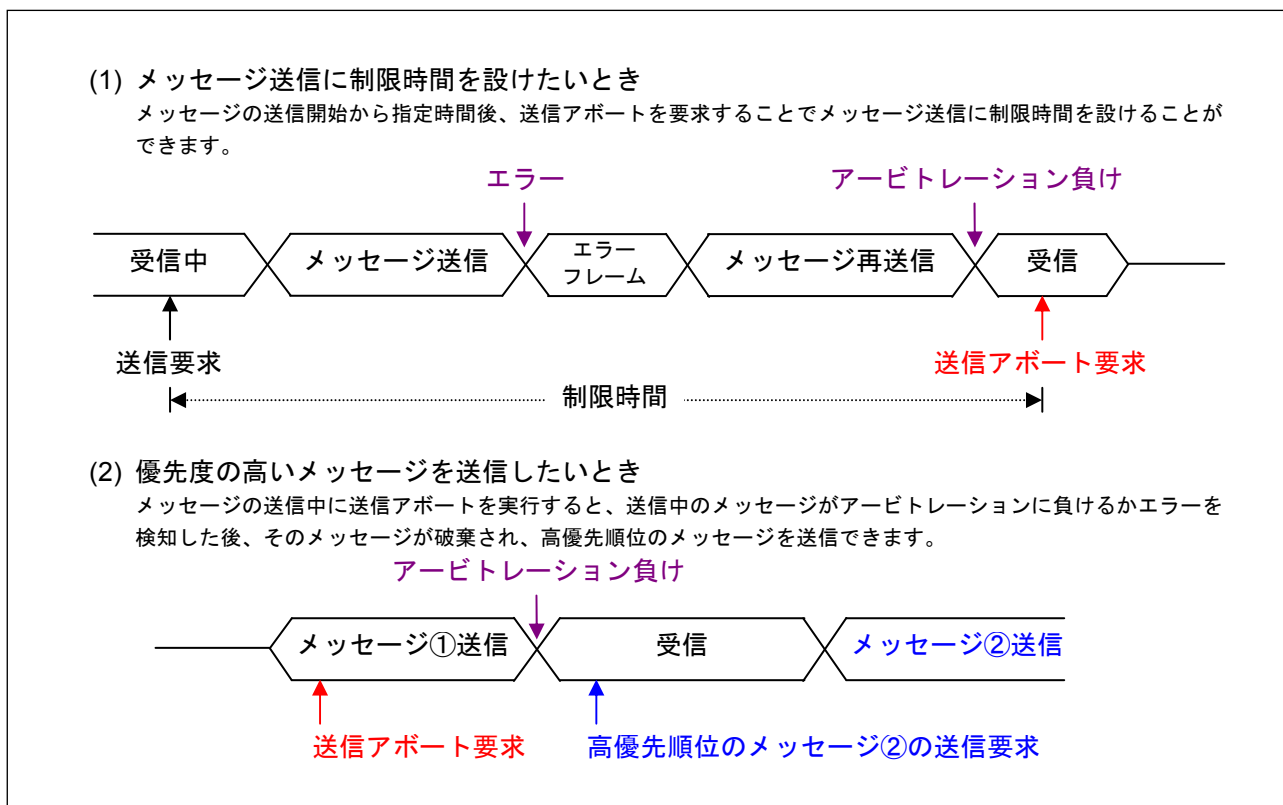 (1) メッセージ送信に制限時間を設けたいとき
メッセージの送信開始から指定時間後、送信アボートを要求することでメッセージ送信に制限時間を設けることが
できます。
エラー
アービトレーション負け
受信中
メッセージ送信
エラー
フレーム
メッセージ再送信
受信
送信要求
送信アボート要求
制限時間
(2) 優先度の高いメッセージを送信したいとき
メッセージの送信中に送信アボートを実行すると、送信中のメッセージがアービトレーションに負けるかエラーを
検知した後、そのメッセージが破棄され、高優先順位のメッセージを送信できます。
アービトレーション負け
メッセージ①送信
受信
メッセージ②送信
送信アボート要求
高優先順位のメッセージ②の送信要求